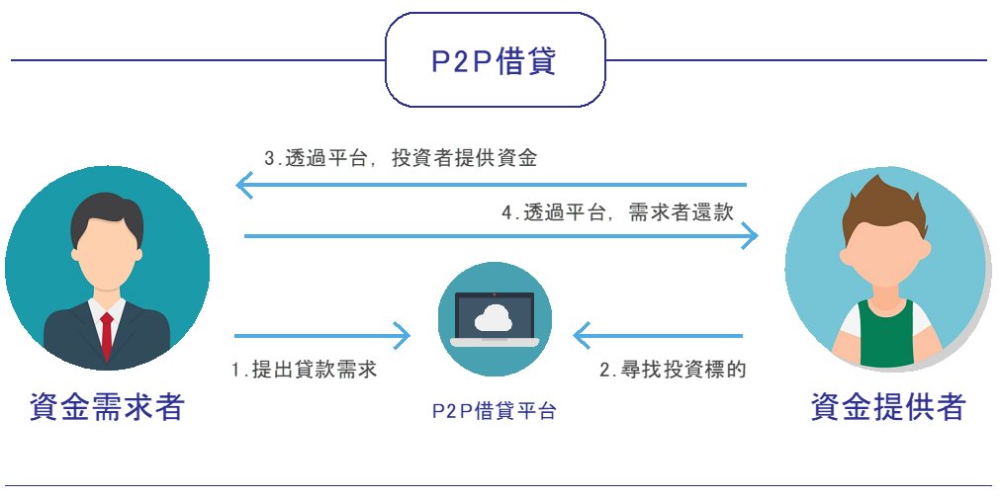 P2P借貸
3.透過平台, 投資者提供資金
4.透過平台, 需求者還款
1.提出貸款需求
2.尋找投資標的
資金需求者
P2P借貸平台
資金提供者